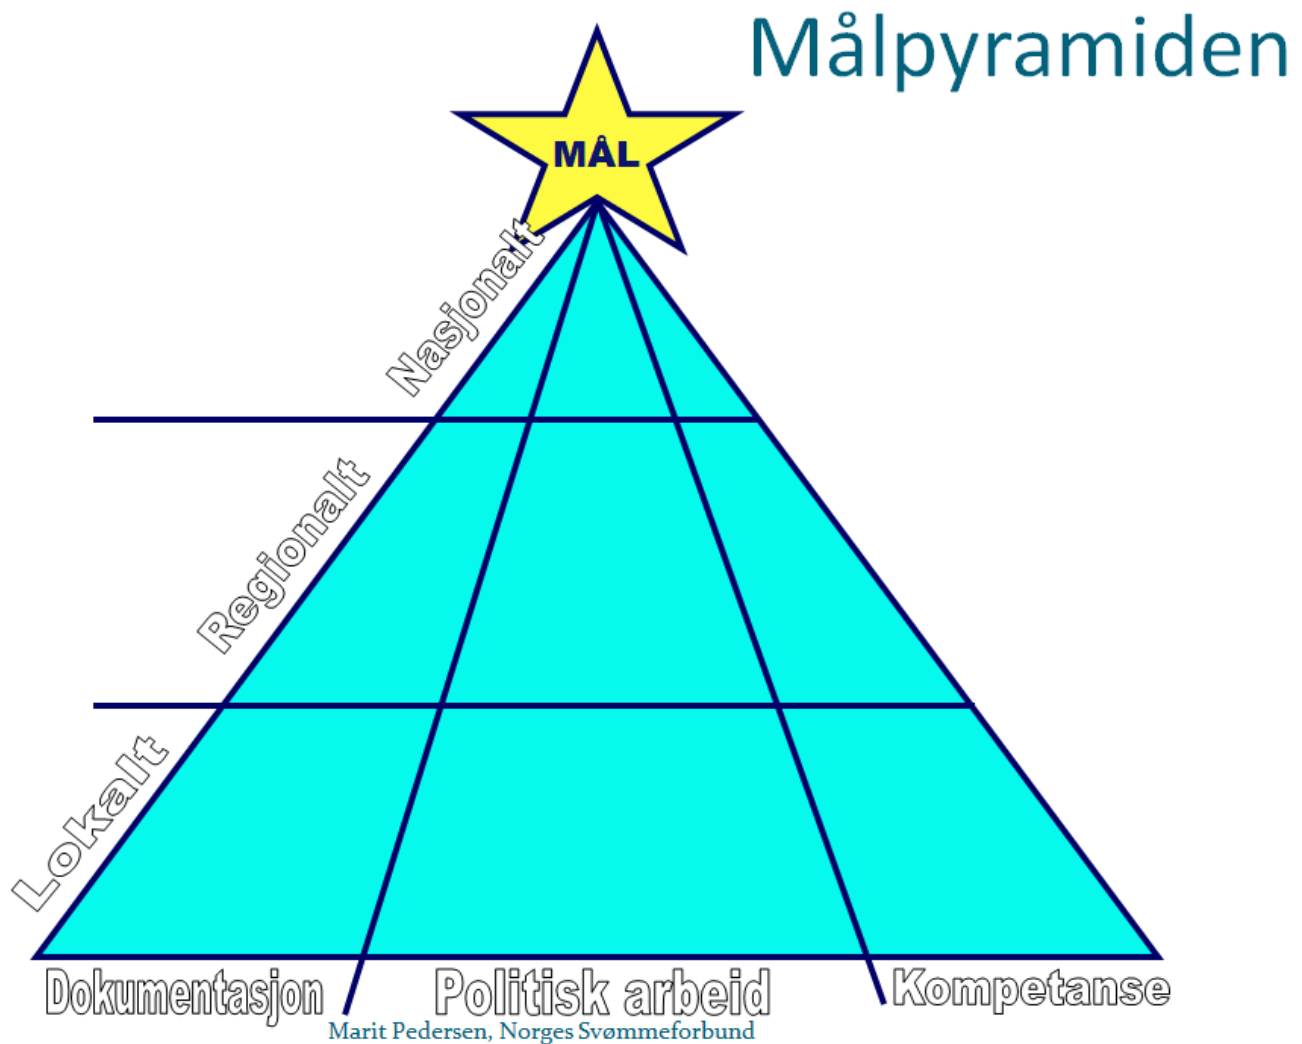 Målpyramiden
MÅL
Nasjonalt
Regionalt
Lokalt
Dokumentasjon
Politisk arbeid
Kompetanse
Marit Pedersen, Norges Svømmeforbund